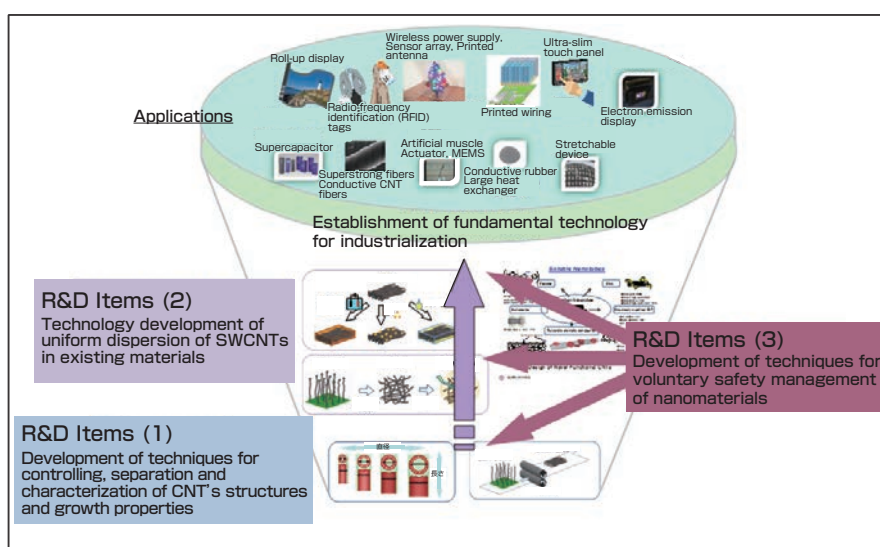 Wireless power supply,
Sensor array, Printed
antenna
Ultra-slim
touch panel
Roll-up display
Applications
Radio frequency
identification (RFID)
tags
Printed wiring
Electron emission
display
Supercapacitor
Artificial muscle
Actuator, MEMS
Stretchable
device
Superstrong fibers
Conductive CNT
fibers
Conductive rubber
Large heat
exchanger
Establishment of fundamental technology
for industrialization
R&D Items (2)
Technology development of
uniform dispersion of SWCNTs
in existing materials
R&D Items (3)
Development of techniques for
voluntary safety management
of nanomaterials
R&D Items (1)
Development of techniques for
controlling, separation and
characterization of CNT's structures
and growth properties
直径
長さ